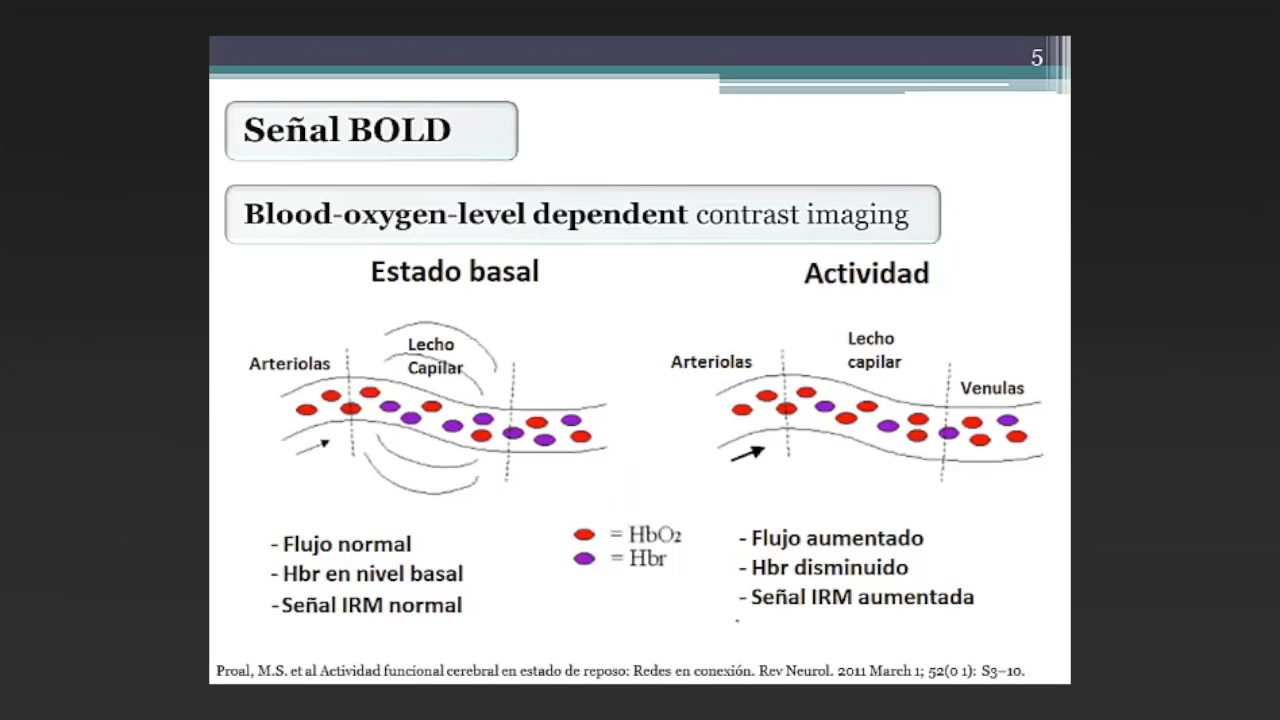 5
Señal BOLD
Blood-oxygen-level dependent contrast imaging
Estado basal
Actividad
Arteriolas
Lecho
Capilar
Arteriolas
Lecho
capilar
Venulas
- Flujo normal
- Hbr en nivel basal
-Señal IRM normal
= HbO₂
= Hbr
- Flujo aumentado
- Hbr disminuido
- Señal IRM aumentada
Proal, M.S. et al Actividad funcional cerebral en estado de reposo: Redes en conexión. Rev Neurol. 2011 March 1; 52(0 1): S3–10.